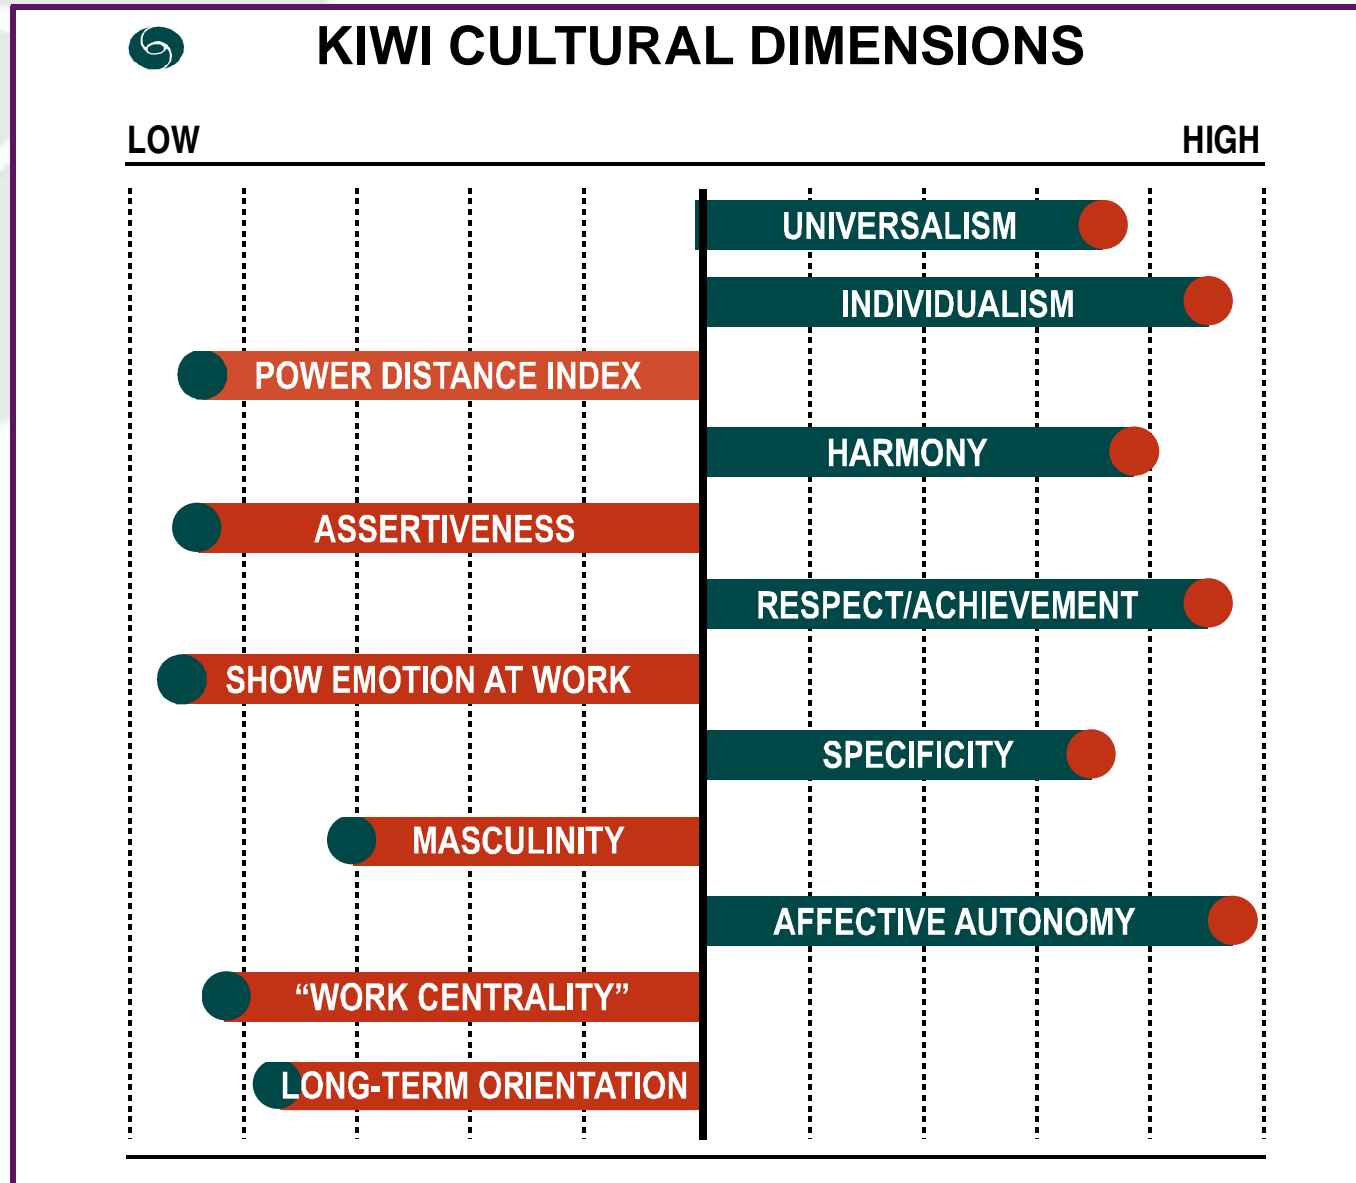 KIWI CULTURAL DIMENSIONS
LOW
HIGH
UNIVERSALISM
INDIVIDUALISM
POWER DISTANCE INDEX
HARMONY
ASSERTIVENESS
RESPECT/ACHIEVEMENT
SHOW EMOTION AT WORK
SPECIFICITY
MASCULINITY
AFFECTIVE AUTONOMY
“WORK CENTRALITY”
LONG-TERM ORIENTATION